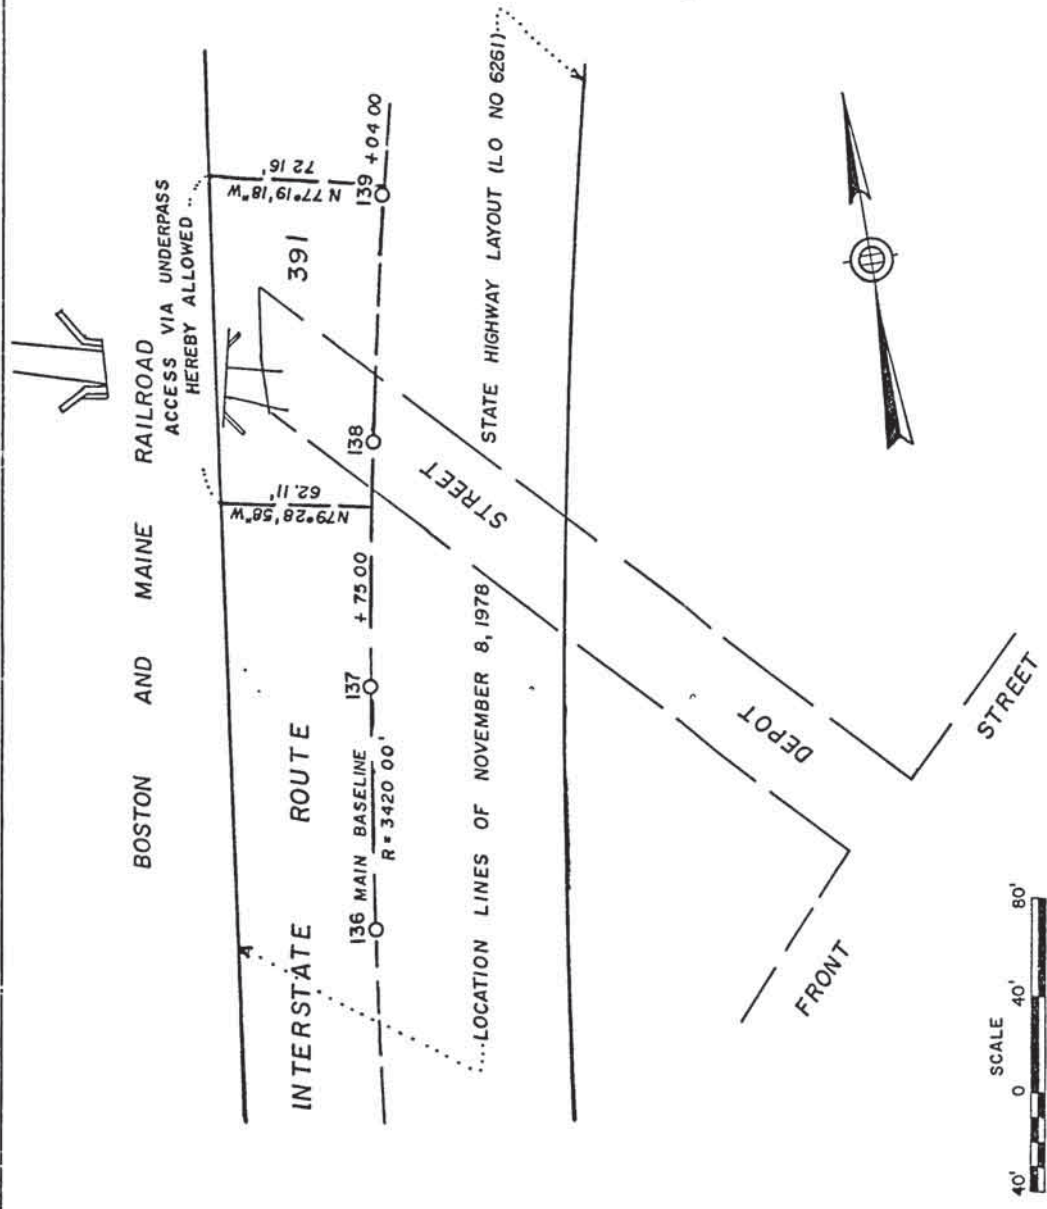 BOSTON AND MAINE RAILROAD
ACCESS VIA UNDERPASS
HEREBY ALLOWED
INTERSTATE ROUTE 391
N79°28'58"W
62.11'
N 77°19'18"W
72 16'
136
MAIN BASELINE
R = 3420 00'
137
+ 75 00
138
139
+ 04 00
LOCATION LINES OF NOVEMBER 8, 1978
STATE HIGHWAY LAYOUT (LO NO 6261)
DEPOT STREET
FRONT STREET
SCALE
40' 0 40' 80'